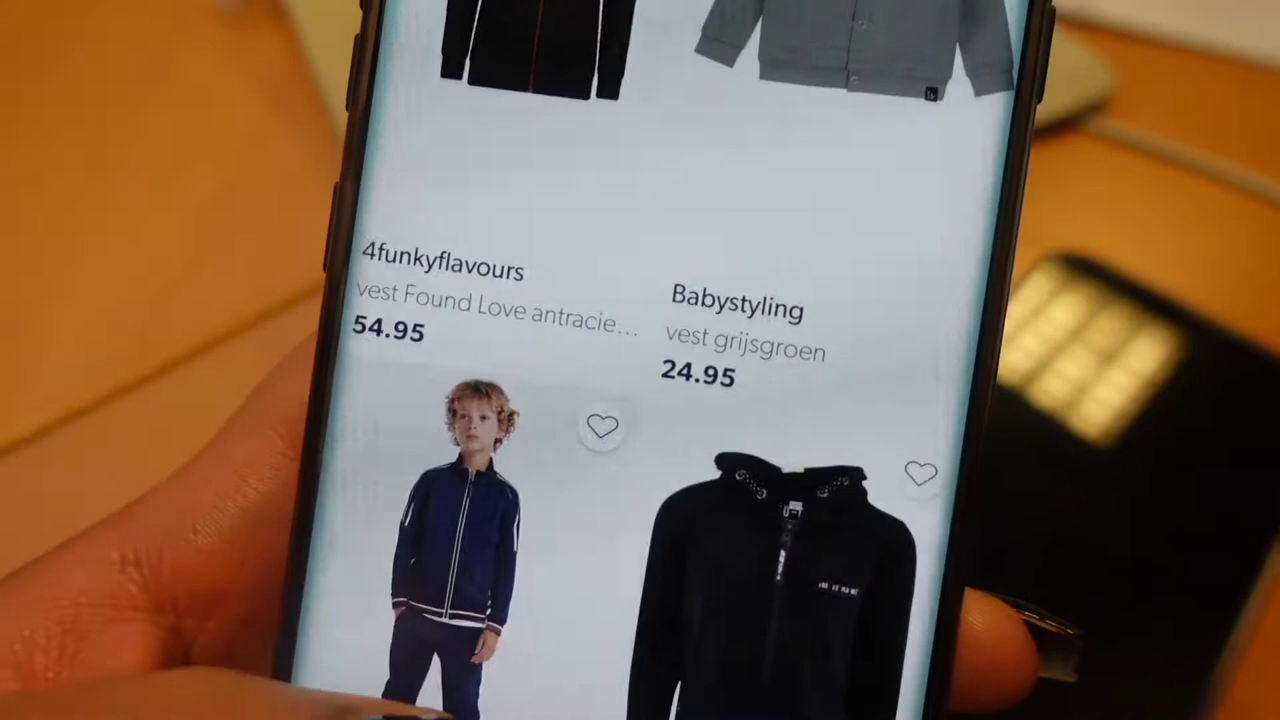 4funkyflavours
vest Found Love antracie...
54.95
Babystyling
vest grijsgroen
24.95